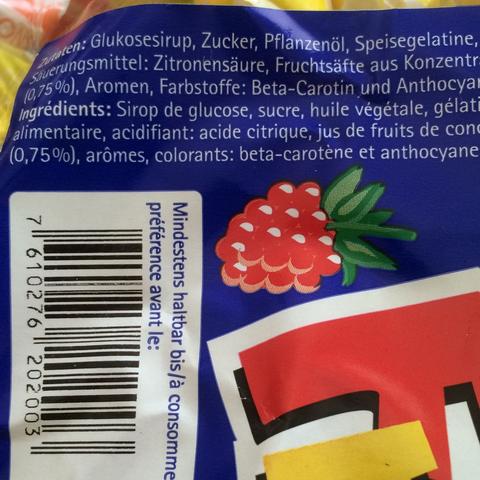 Zutaten: Glukosesirup, Zucker, Pflanzenöl, Speisegelatine,
Säuerungsmittel: Zitronensäure, Fruchtsäfte aus Konzentr
(0,75%), Aromen, Farbstoffe: Beta-Carotin und Anthocyan
Ingrédients: Sirop de glucose, sucre, huile végétale, gélati
alimentaire, acidifiant: acide citrique, jus de fruits de conc
(0,75%), arômes, colorants: beta-carotène et anthocyane
Mindestens haltbar bis/à consomme
préférence avant le:
7 610276 202003